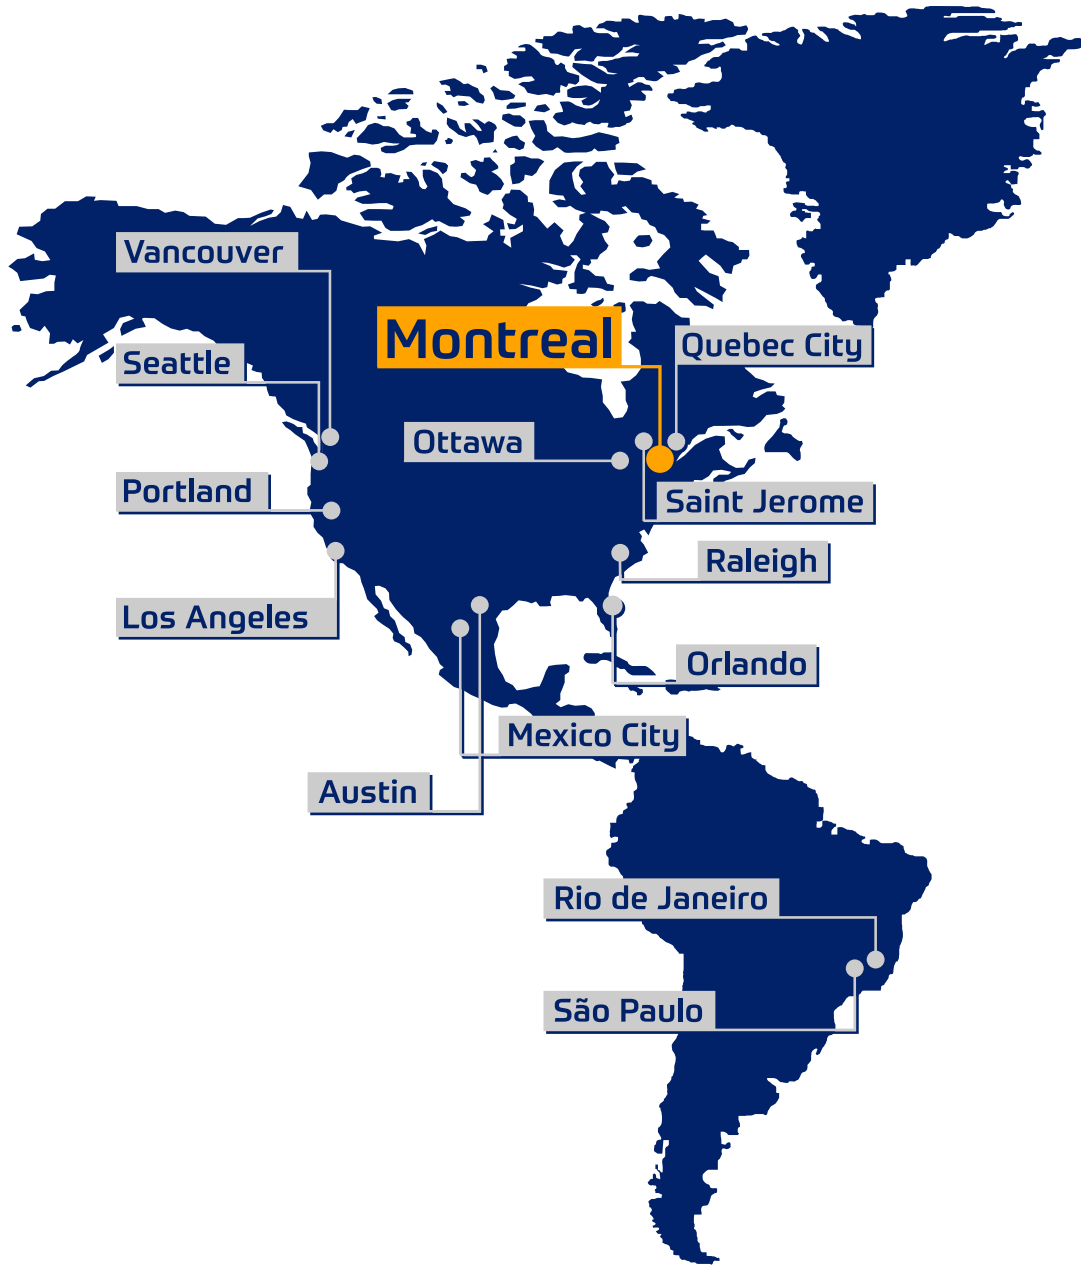 Vancouver
Montreal
Quebec City
Seattle
Ottawa
Portland
Saint Jerome
Raleigh
Los Angeles
Orlando
Mexico City
Austin
Rio de Janeiro
São Paulo